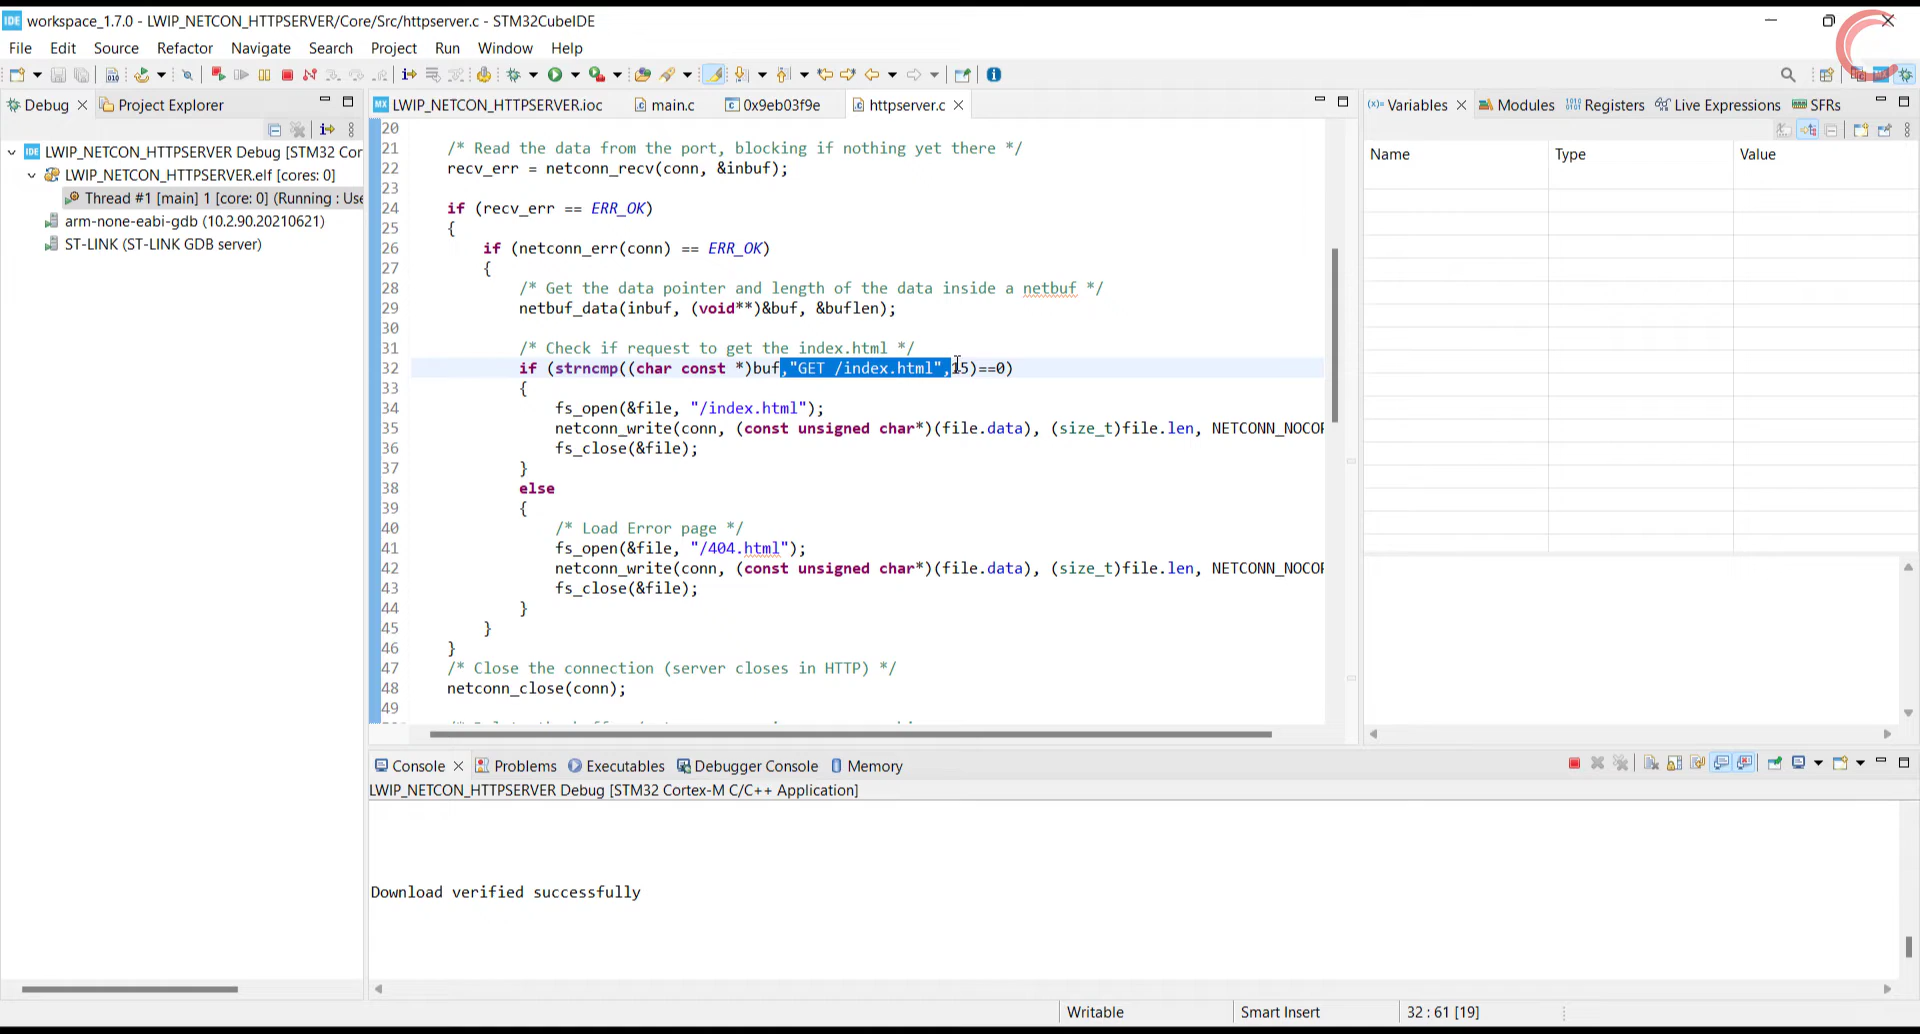 IDE workspace_1.7.0 - LWIP_NETCON_HTTPSERVER/Core/Src/httpserver.c - STM32CubeIDE
File Edit Source Refactor Navigate Search Project Run Window Help
Debug Project Explorer
LWIP_NETCON_HTTPSERVER Debug [STM32 Cor
LWIP_NETCON_HTTPSERVER.elf [cores: 0]
Thread #1 [main] 1 [core: 0] (Running : Use
arm-none-eabi-gdb (10.2.90.20210621)
ST-LINK (ST-LINK GDB server)
MX LWIP_NETCON_HTTPSERVER.ioc main.c 0x9eb03f9e httpserver.c
20
21 /* Read the data from the port, blocking if nothing yet there */
22 recv_err = netconn_recv(conn, &inbuf);
23
24 if (recv_err == ERR_OK)
25 {
26 if (netconn_err(conn) == ERR_OK)
27 {
28 /* Get the data pointer and length of the data inside a netbuf */
29 netbuf_data(inbuf, (void**)&buf, &buflen);
30
31 /* Check if request to get the index.html */
32 if (strncmp((char const *)buf,"GET /index.html",15)==0)
33 {
34 fs_open(&file, "/index.html");
35 netconn_write(conn, (const unsigned char*)(file.data), (size_t)file.len, NETCONN_NOCOP
36 fs_close(&file);
37 }
38 else
39 {
40 /* Load Error page */
41 fs_open(&file, "/404.html");
42 netconn_write(conn, (const unsigned char*)(file.data), (size_t)file.len, NETCONN_NOCOP
43 fs_close(&file);
44 }
45 }
46 }
47 /* Close the connection (server closes in HTTP) */
48 netconn_close(conn);
49
(x)= Variables Modules Registers Live Expressions SFRs
Name Type Value
Console Problems Executables Debugger Console Memory
LWIP_NETCON_HTTPSERVER Debug [STM32 Cortex-M C/C++ Application]
Download verified successfully
Writable Smart Insert 32 : 61 [19]